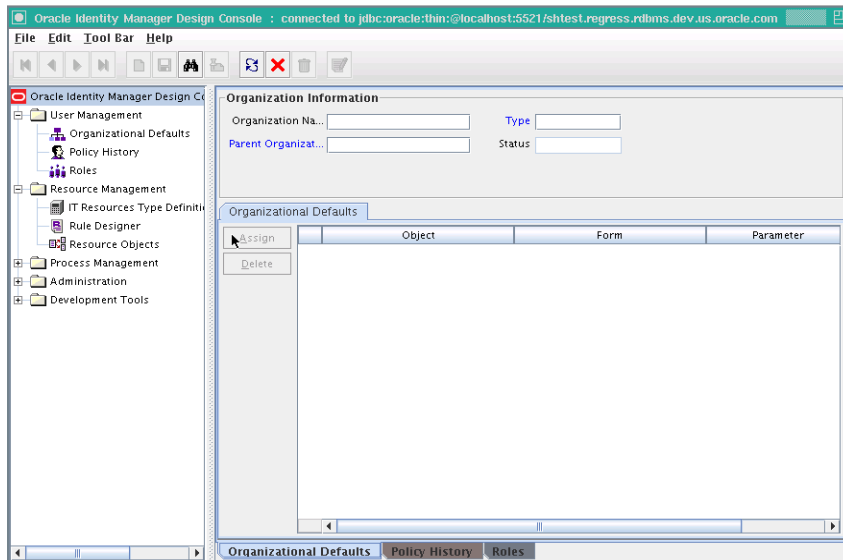 Oracle Identity Manager Design Console : connected to jdbc:oracle:thin:@localhost:5521/shtest.regress.rdbms.dev.us.oracle.com
File Edit Tool Bar Help
Oracle Identity Manager Design Co
User Management
Organizational Defaults
Policy History
Roles
Resource Management
IT Resources Type Definiti
Rule Designer
Resource Objects
Process Management
Administration
Development Tools
Organization Information
Organization Na... Type
Parent Organizat... Status
Organizational Defaults
Assign
Delete
Object Form Parameter
Organizational Defaults Policy History Roles